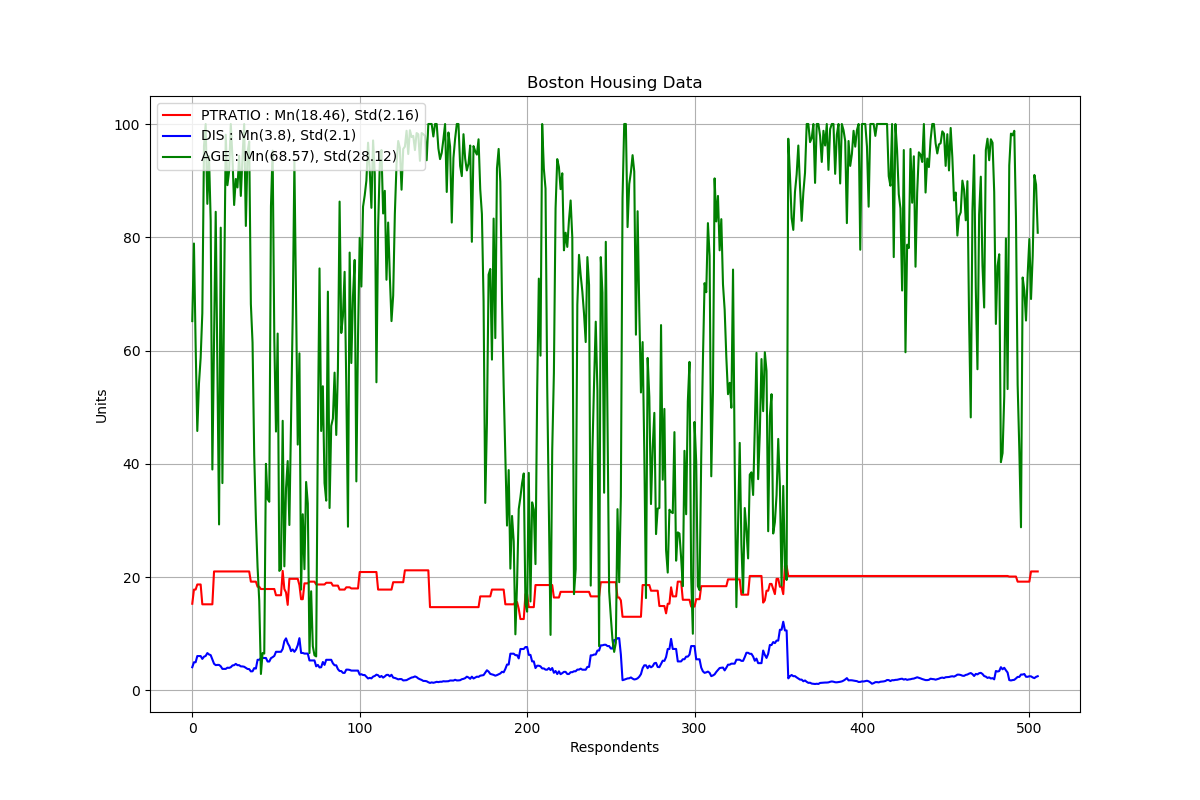 Boston Housing Data
PTRATIO : Mn(18.46), Std(2.16)
DIS : Mn(3.8), Std(2.1)
AGE : Mn(68.57), Std(28.12)
100
80
60
40
20
0
Units
0 100 200 300 400 500
Respondents